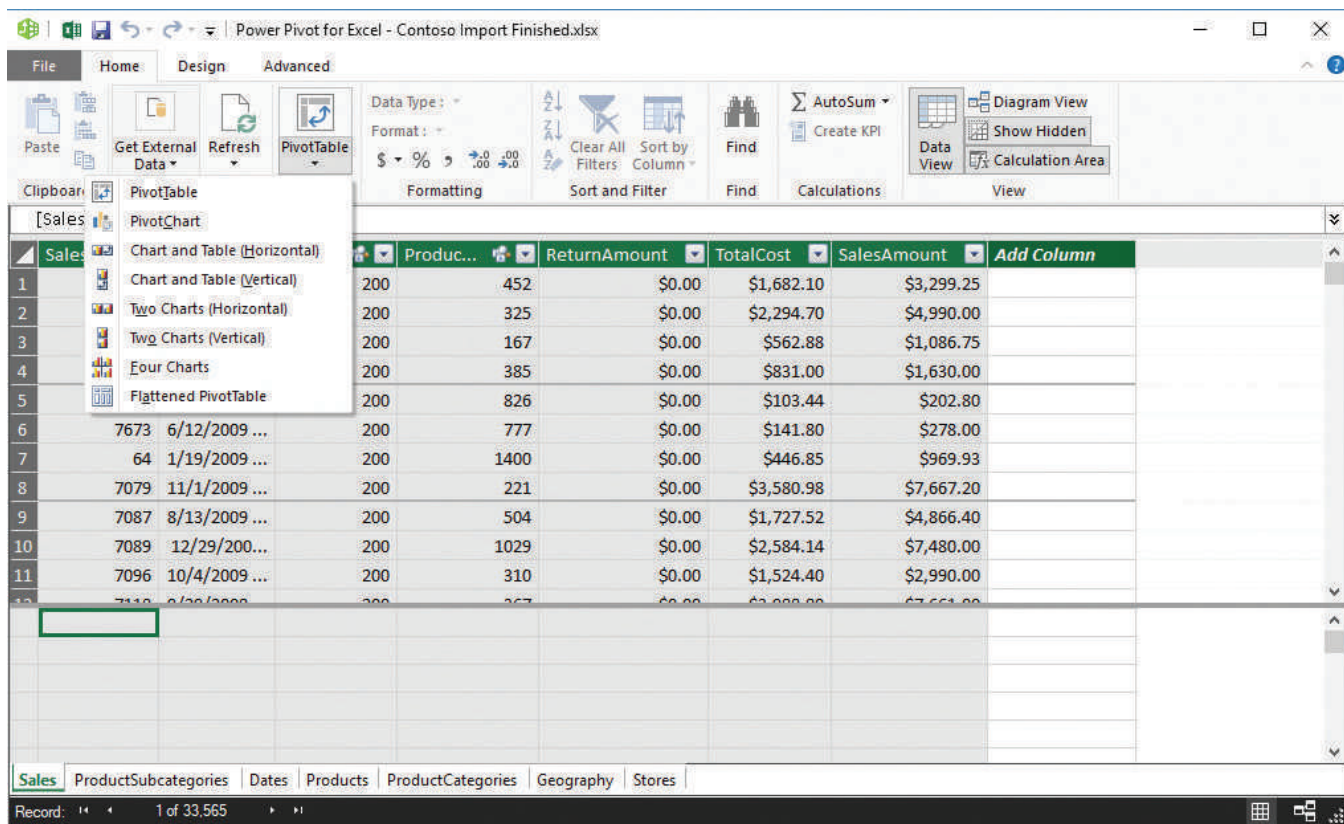 Power Pivot for Excel - Contoso Import Finished.xlsx
File Home Design Advanced
Paste
Get External Data
Refresh
PivotTable
Data Type :
Format :
$ % 9 .00 .00
Clear All Filters
Sort by Column
Find
AutoSum
Create KPI
Data View
Diagram View
Show Hidden
Calculation Area
Clipboar Formatting Sort and Filter Find Calculations View
PivotTable
PivotChart
Chart and Table (Horizontal)
Chart and Table (Vertical)
Two Charts (Horizontal)
Two Charts (Vertical)
Four Charts
Flattened PivotTable
[Sales
Sales Produc... ReturnAmount TotalCost SalesAmount Add Column
1 200 452 $0.00 $1,682.10 $3,299.25
2 200 325 $0.00 $2,294.70 $4,990.00
3 200 167 $0.00 $562.88 $1,086.75
4 200 385 $0.00 $831.00 $1,630.00
5 200 826 $0.00 $103.44 $202.80
6 7673 6/12/2009 ... 200 777 $0.00 $141.80 $278.00
7 64 1/19/2009 ... 200 1400 $0.00 $446.85 $969.93
8 7079 11/1/2009 ... 200 221 $0.00 $3,580.98 $7,667.20
9 7087 8/13/2009 ... 200 504 $0.00 $1,727.52 $4,866.40
10 7089 12/29/200... 200 1029 $0.00 $2,584.14 $7,480.00
11 7096 10/4/2009 ... 200 310 $0.00 $1,524.40 $2,990.00
Sales ProductSubcategories Dates Products ProductCategories Geography Stores
Record: 1 of 33,565